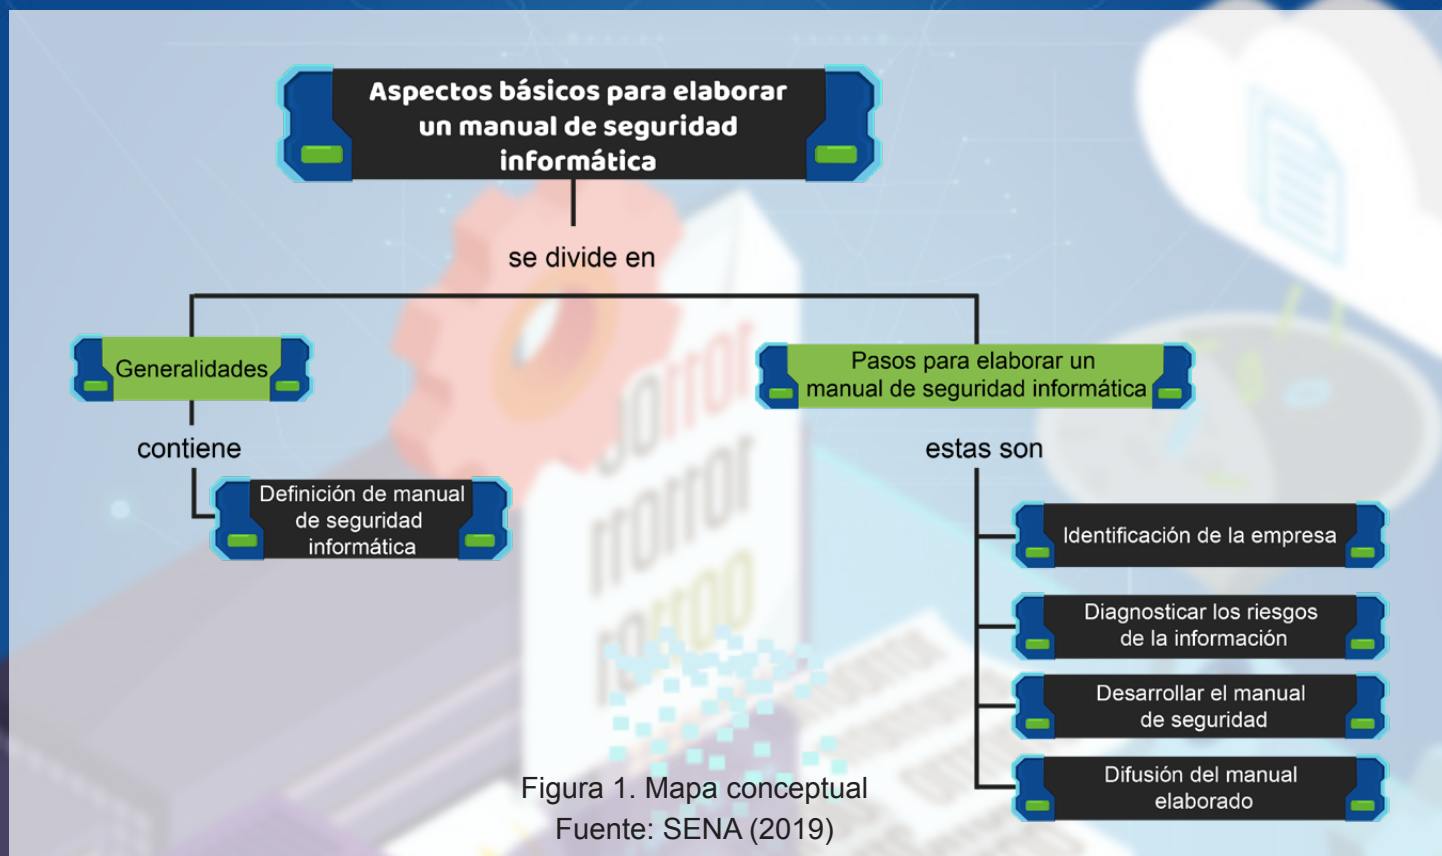 Aspectos básicos para elaborar
un manual de seguridad
informática
se divide en
Generalidades
contiene
Definición de manual
de seguridad
informática
Pasos para elaborar un
manual de seguridad informática
estas son
Identificación de la empresa
Diagnosticar los riesgos
de la información
Desarrollar el manual
de seguridad
Difusión del manual
elaborado
Figura 1. Mapa conceptual
Fuente: SENA (2019)